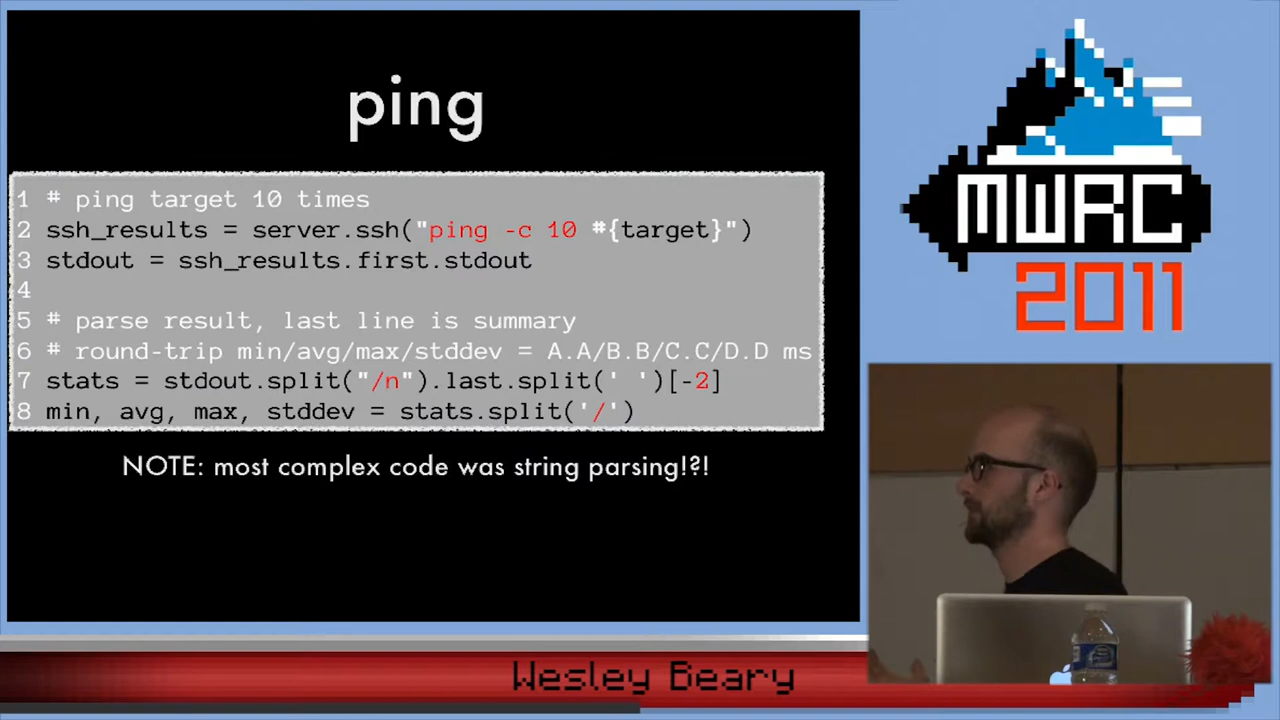 ping
1 # ping target 10 times
2 ssh_results = server.ssh("ping -c 10 #{target}")
3 stdout = ssh_results.first.stdout
4
5 # parse result, last line is summary
6 # round-trip min/avg/max/stddev = A.A/B.B/C.C/D.D ms
7 stats = stdout.split("/n").last.split(' ')[-2]
8 min, avg, max, stddev = stats.split('/')
NOTE: most complex code was string parsing!?!
MWRC
2011
Wesley Beary